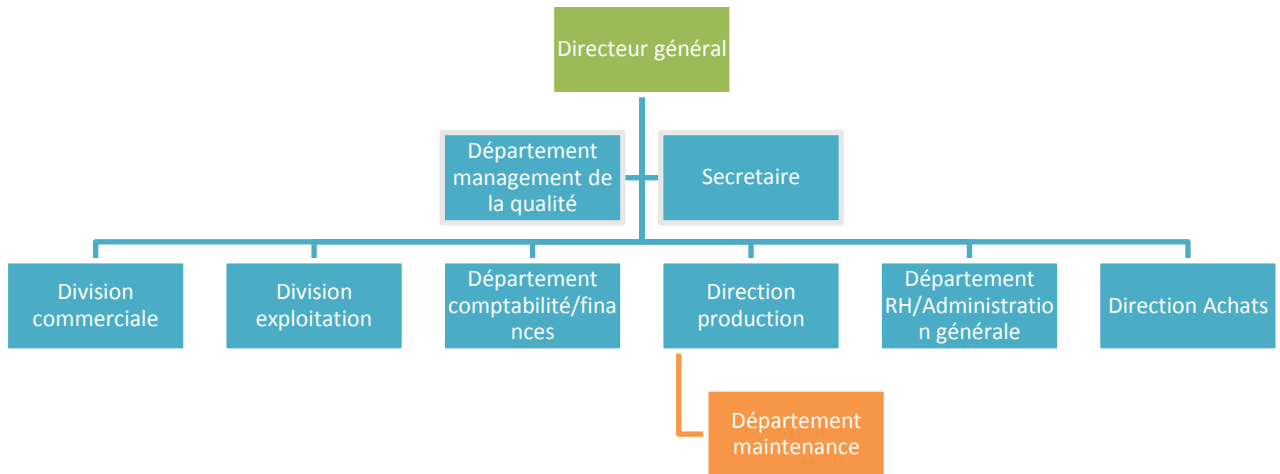 Directeur général
Département
management de
la qualité
Secretaire
Division
commerciale
Division
exploitation
Département
comptabilité/fina
nces
Direction
production
Département
RH/Administratio
n générale
Direction Achats
Département
maintenance